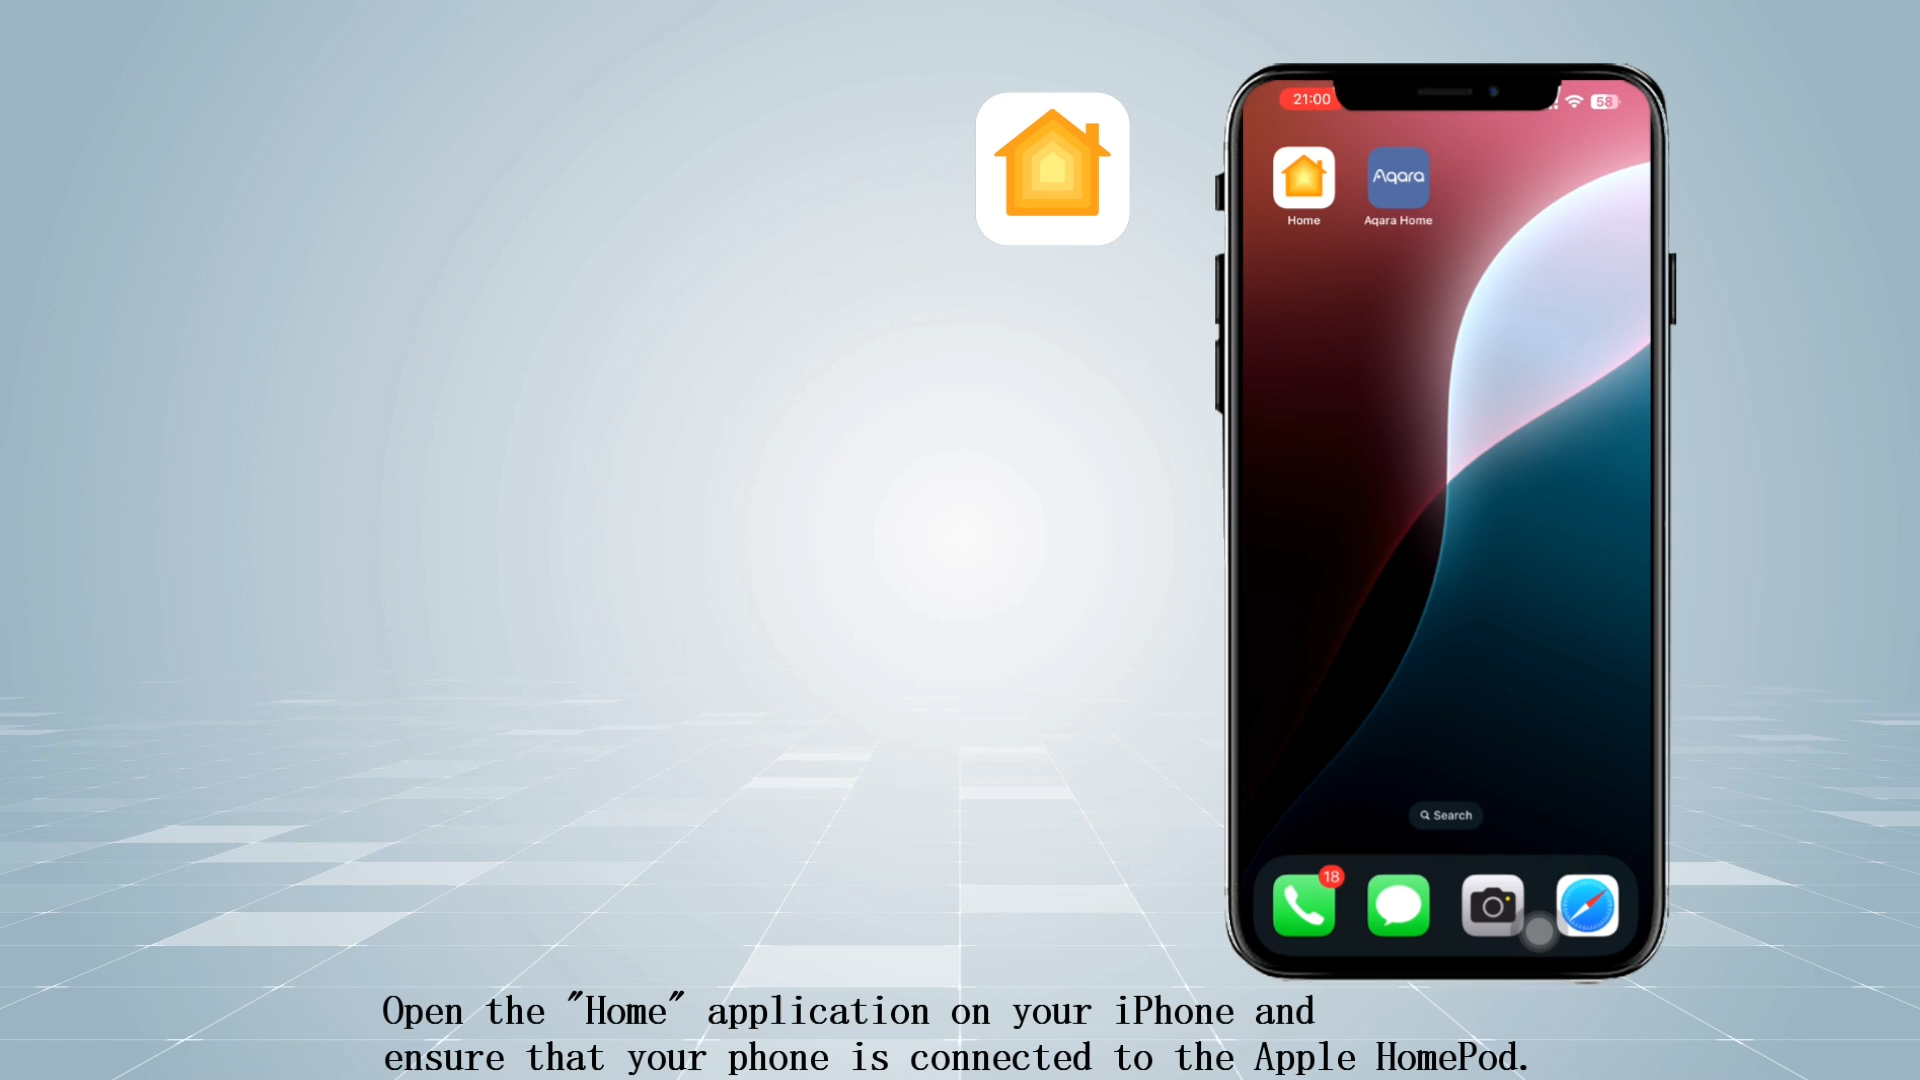 21:00
58
Aqara
Home
Aqara Home
Search
18
Open the "Home" application on your iPhone and
ensure that your phone is connected to the Apple HomePod.